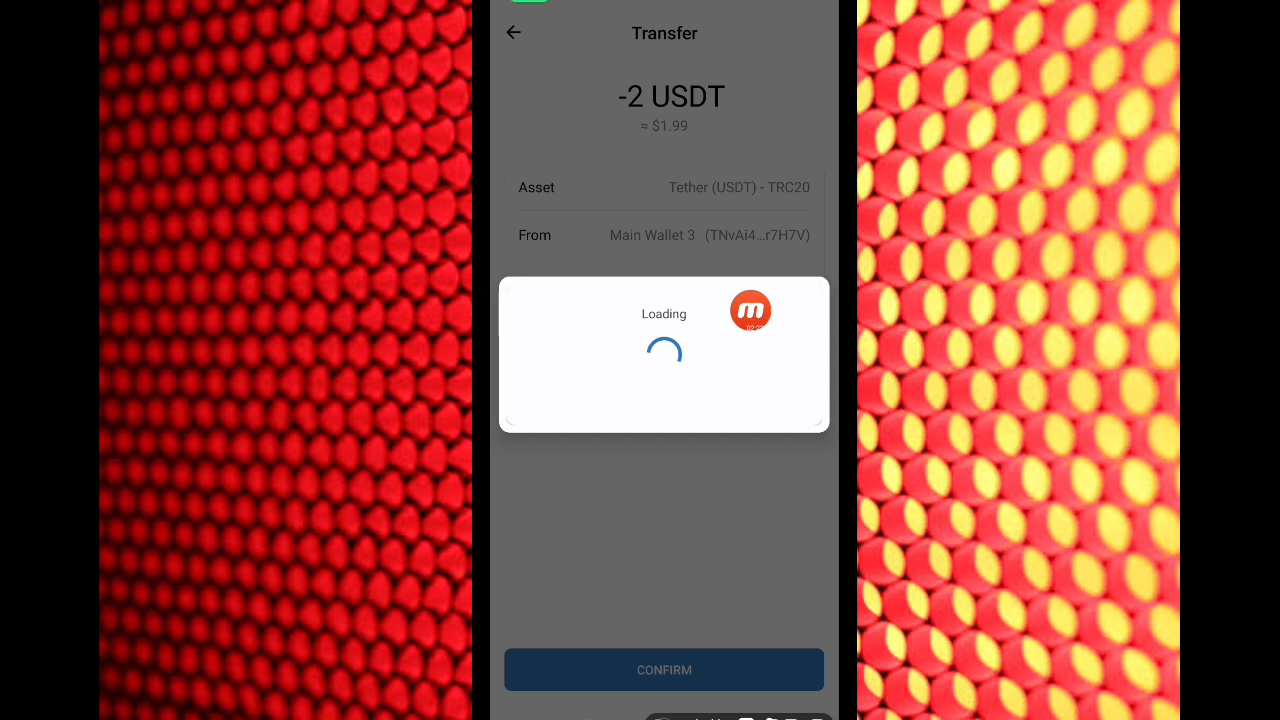 Transfer
-2 USDT
≈ $1.99
Asset Tether (USDT) - TRC20
From Main Wallet 3 (TNvAi4...r7H7V)
Loading
m
CONFIRM